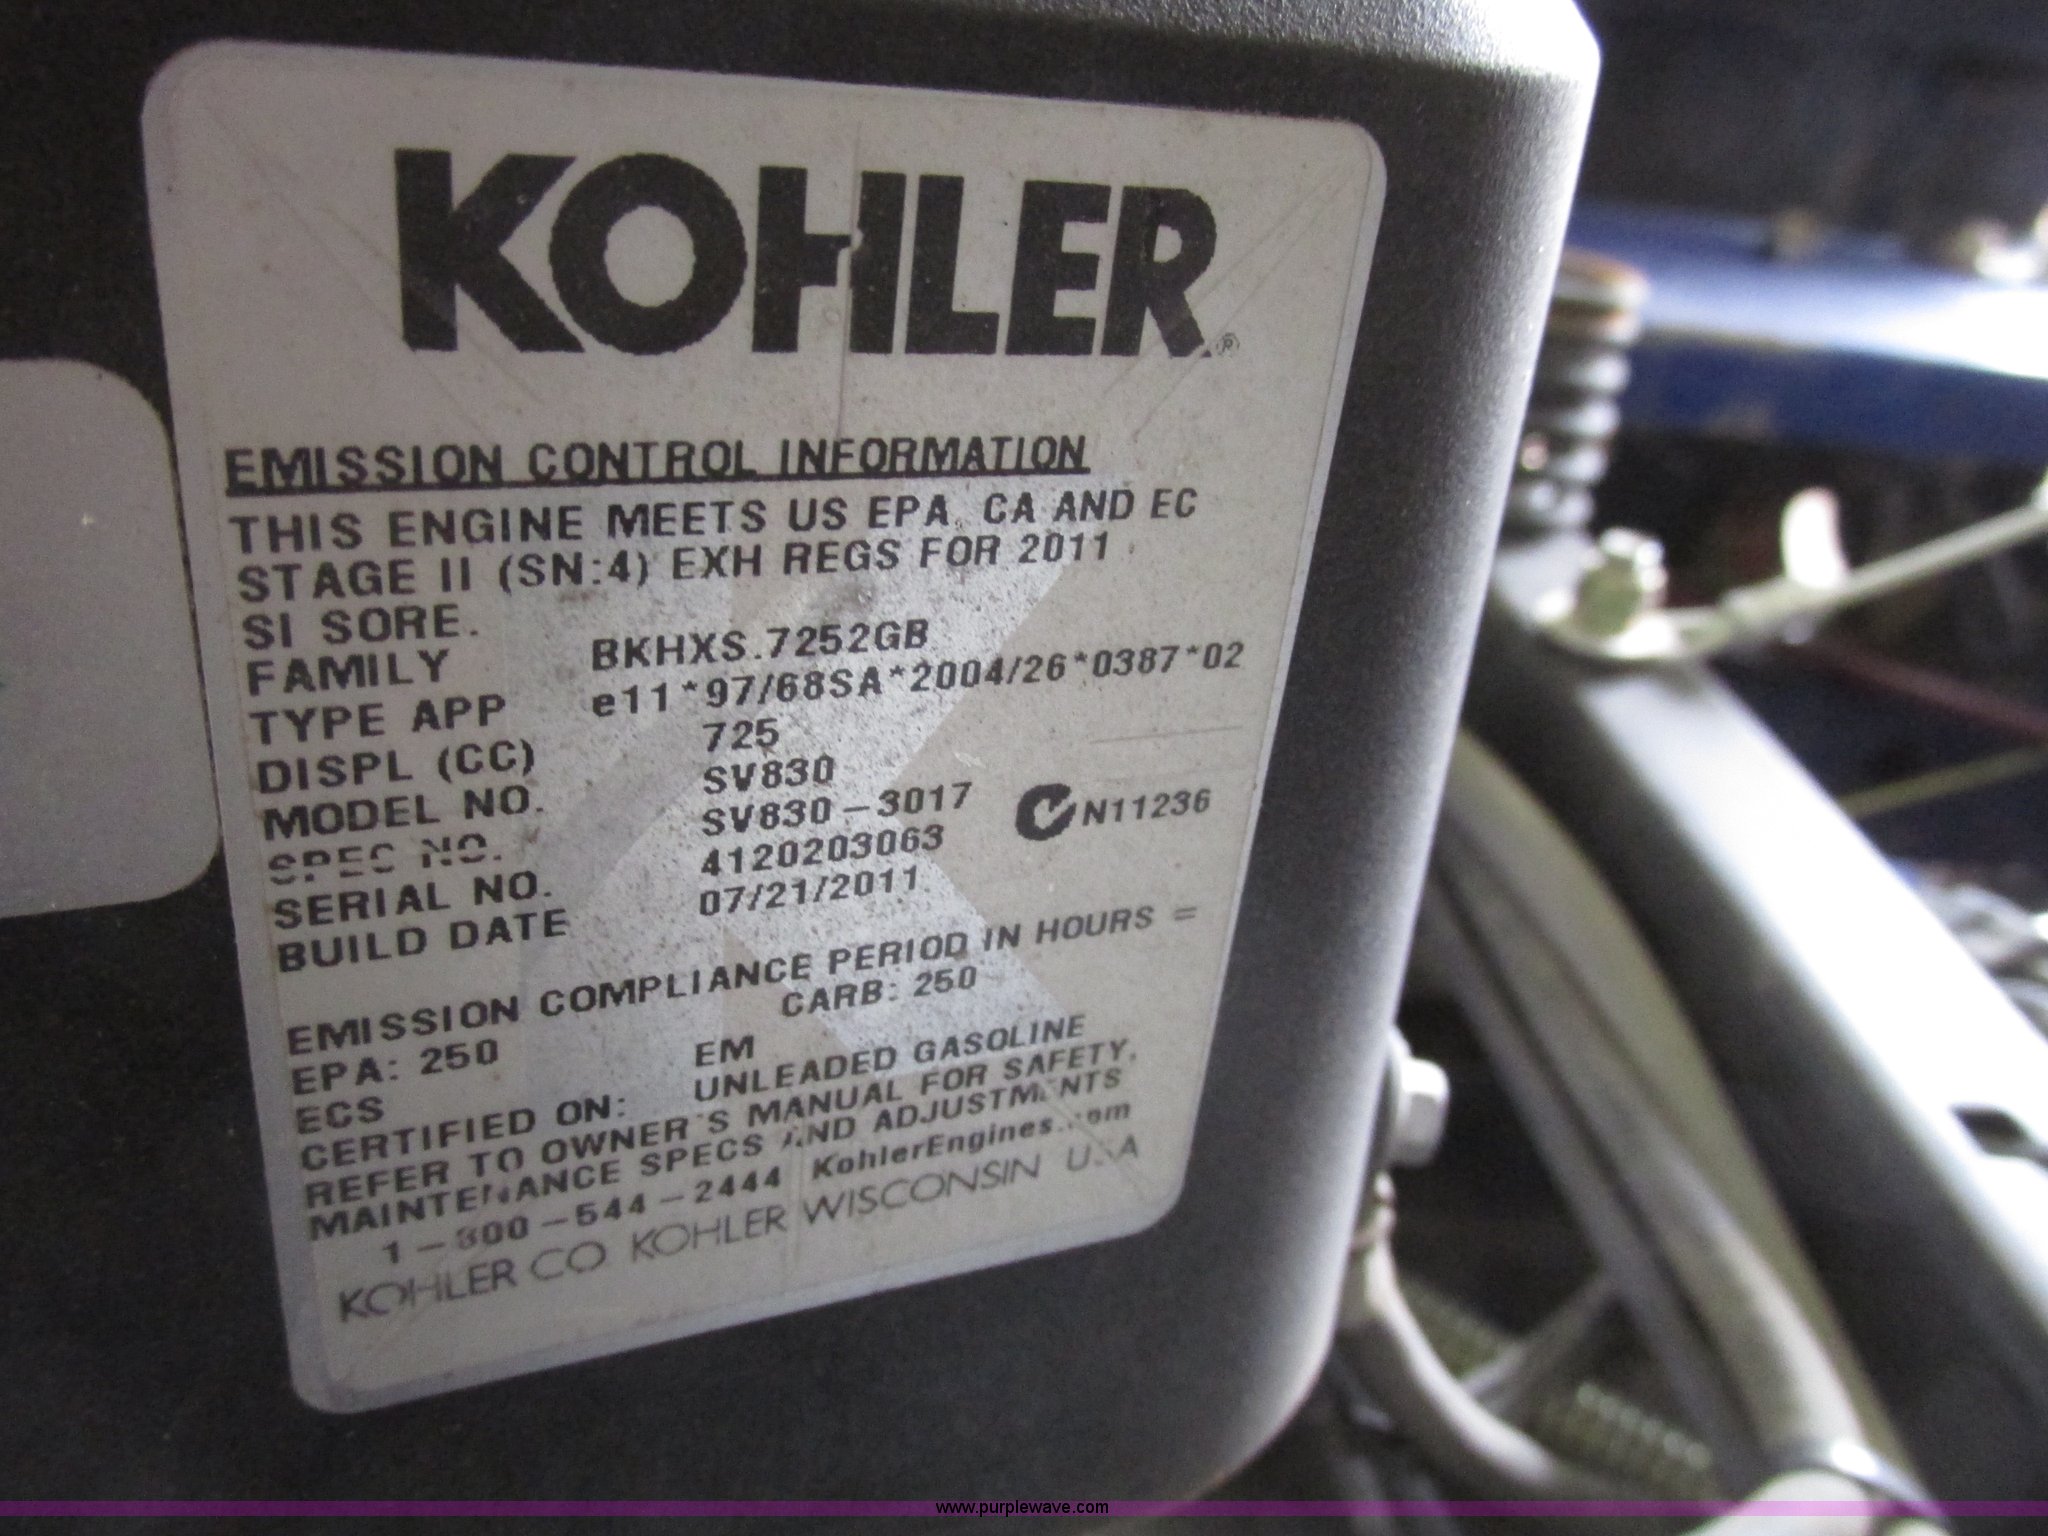 KOHLER®
EMISSION CONTROL INFORMATION
THIS ENGINE MEETS US EPA, CA AND EC
STAGE II (SN:4) EXH REGS FOR 2011
SI SORE.
FAMILY BKHXS.7252GB
TYPE APP e11*97/68SA*2004/26*0387*02
DISPL (CC) 725
MODEL NO. SV830
SPEC NO. SV830-3017 N11236
SERIAL NO. 4120203063
BUILD DATE 07/21/2011
EMISSION COMPLIANCE PERIOD IN HOURS =
EPA: 250 CARB: 250
ECS EM
CERTIFIED ON: UNLEADED GASOLINE
REFER TO OWNER'S MANUAL FOR SAFETY,
MAINTENANCE SPECS AND ADJUSTMENTS
1-800-544-2444 KohlerEngines.com
KOHLER CO. KOHLER WISCONSIN USA
www.purplewave.com